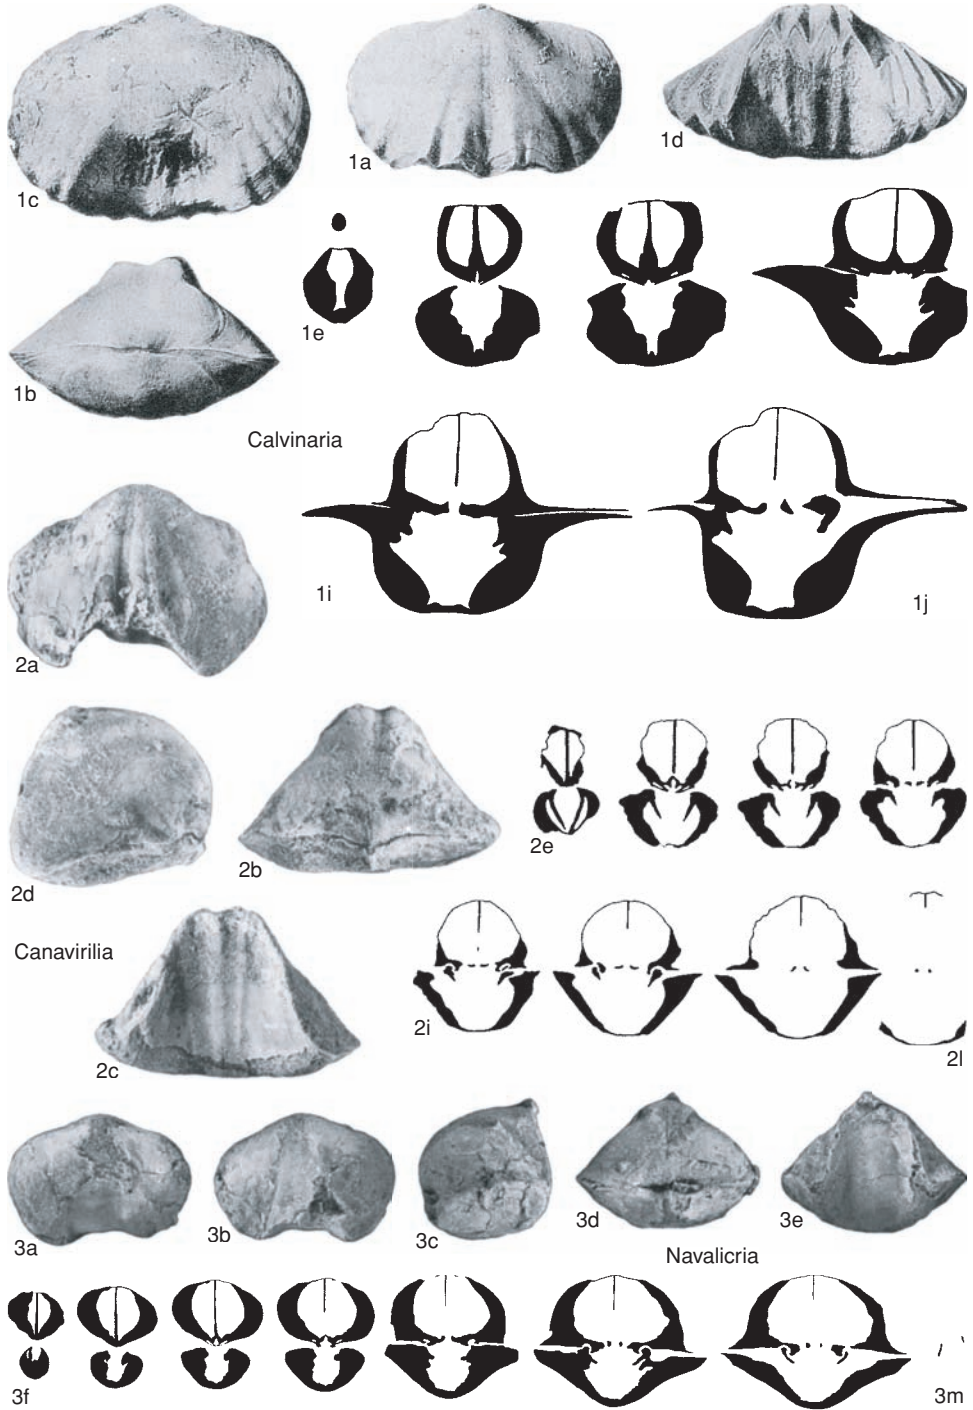 1c
1a
1d
1e
1b
Calvinaria
1i
1j
2a
2d
2b
2e
Canavirilia
2c
2i
2l
3a
3b
3c
3d
3e
Navalicria
3f
3m